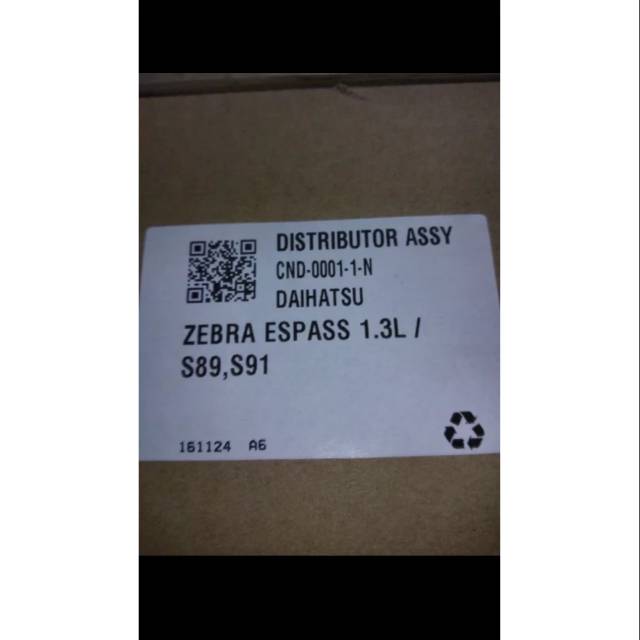 DISTRIBUTOR ASSY
CND-0001-1-N
DAIHATSU
ZEBRA ESPASS 1.3L /
S89,S91
161124 A6